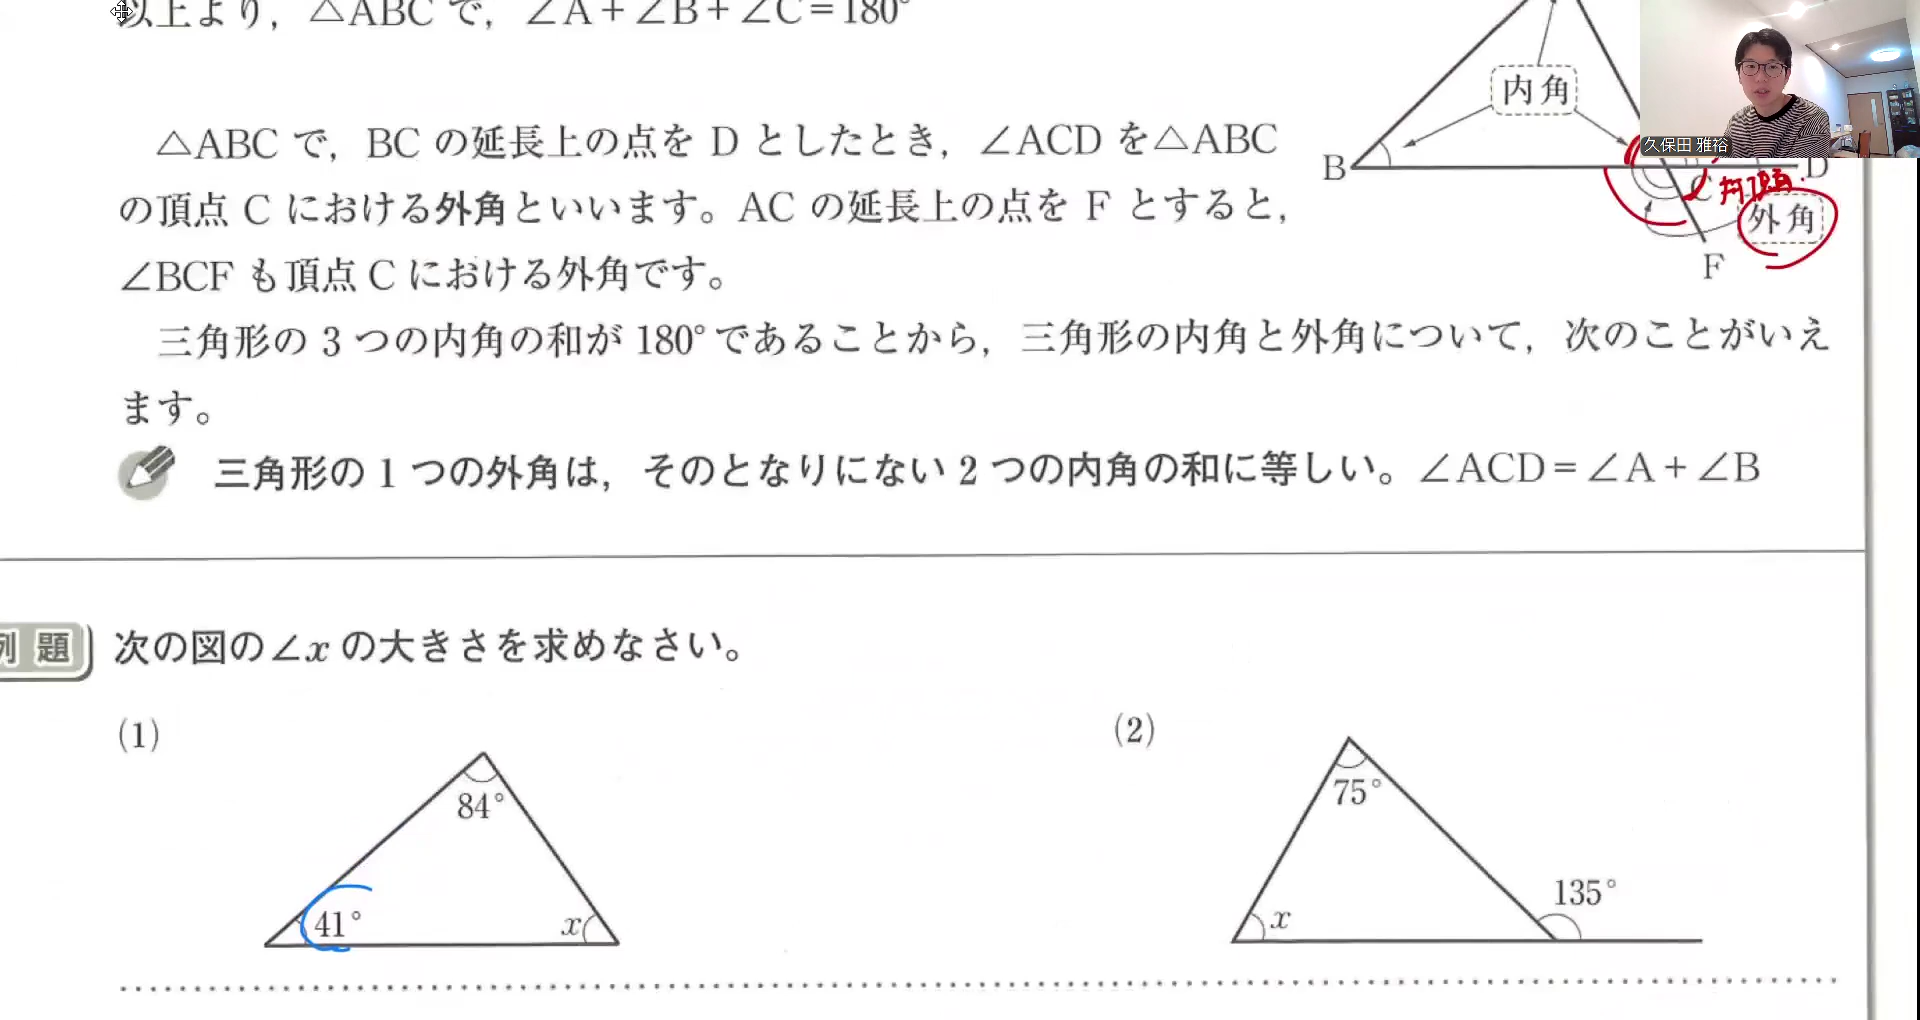 以上より，△ABC で，∠A＋∠B＋∠C＝180°
△ABC で，BC の延長上の点を D としたとき，∠ACD を△ABC
の頂点 C における外角といいます。AC の延長上の点を F とすると，
∠BCF も頂点 C における外角です。
三角形の 3 つの内角の和が 180°であることから，三角形の内角と外角について，次のことがいえ
ます。
三角形の 1 つの外角は，そのとなりにない 2 つの内角の和に等しい。∠ACD＝∠A＋∠B
内角
久保田 雅裕
B
C
D
対頂角
外角
F
例題
次の図の∠x の大きさを求めなさい。
(1)
84°
41°
x
(2)
75°
x
135°